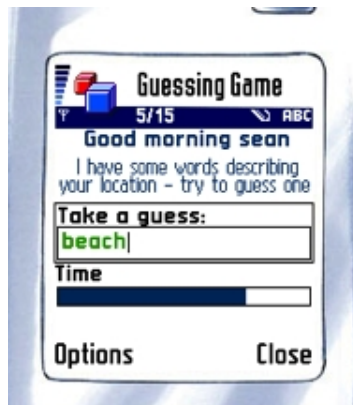 Guessing Game
5/15 ABC
Good morning sean
I have some words describing
your location - try to guess one
Take a guess:
beach
Time
Options Close